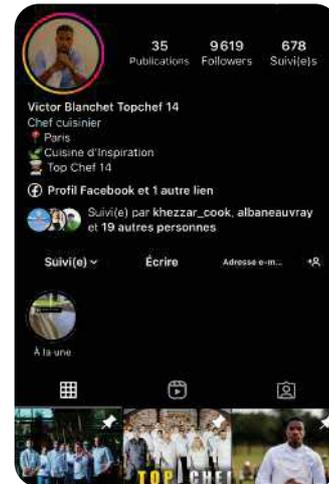 35 9619 678
Publications Followers Suivi(e)s
Victor Blanchet Topchef 14
Chef cuisinier
Paris
Cuisine d'Inspiration
Top Chef 14
Profil Facebook et 1 autre lien
Suivi(e) par khezzar_cook, albaneauvray
et 19 autres personnes
Suivi(e) Écrire Adresse e-m...
À la une
TOP CHEF